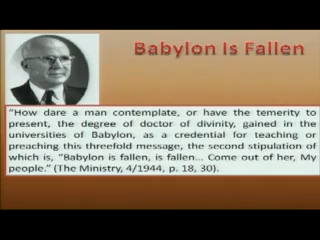 Babylon Is Fallen
“How dare a man contemplate, or have the temerity to
present, the degree of doctor of divinity, gained in the
universities of Babylon, as a credential for teaching or
preaching this threefold message, the second stipulation of
which is, “Babylon is fallen, is fallen... Come out of her, My
people.” (The Ministry, 4/1944, p. 18, 30).